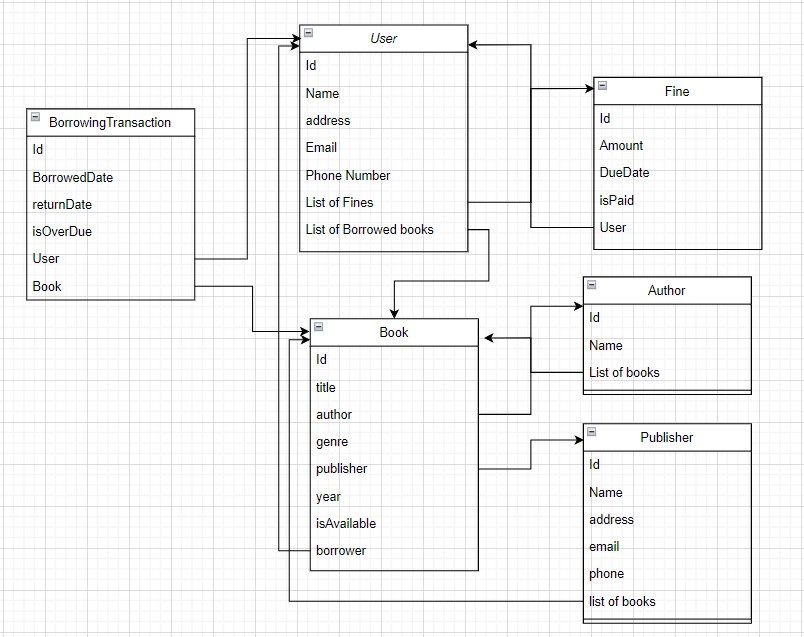 User
Id
Name
address
Email
Phone Number
List of Fines
List of Borrowed books
Fine
Id
Amount
DueDate
isPaid
User
BorrowingTransaction
Id
BorrowedDate
returnDate
isOverDue
User
Book
Book
Id
title
author
genre
publisher
year
isAvailable
borrower
Author
Id
Name
List of books
Publisher
Id
Name
address
email
phone
list of books